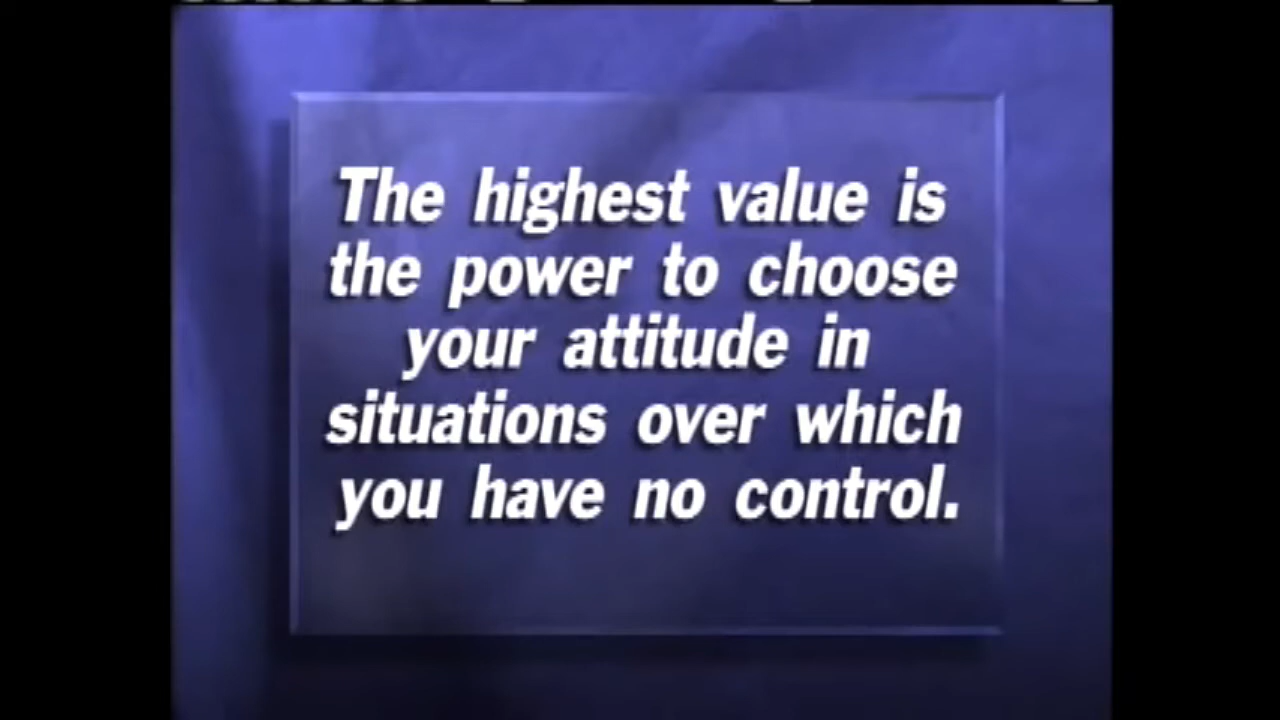 The highest value is
the power to choose
your attitude in
situations over which
you have no control.